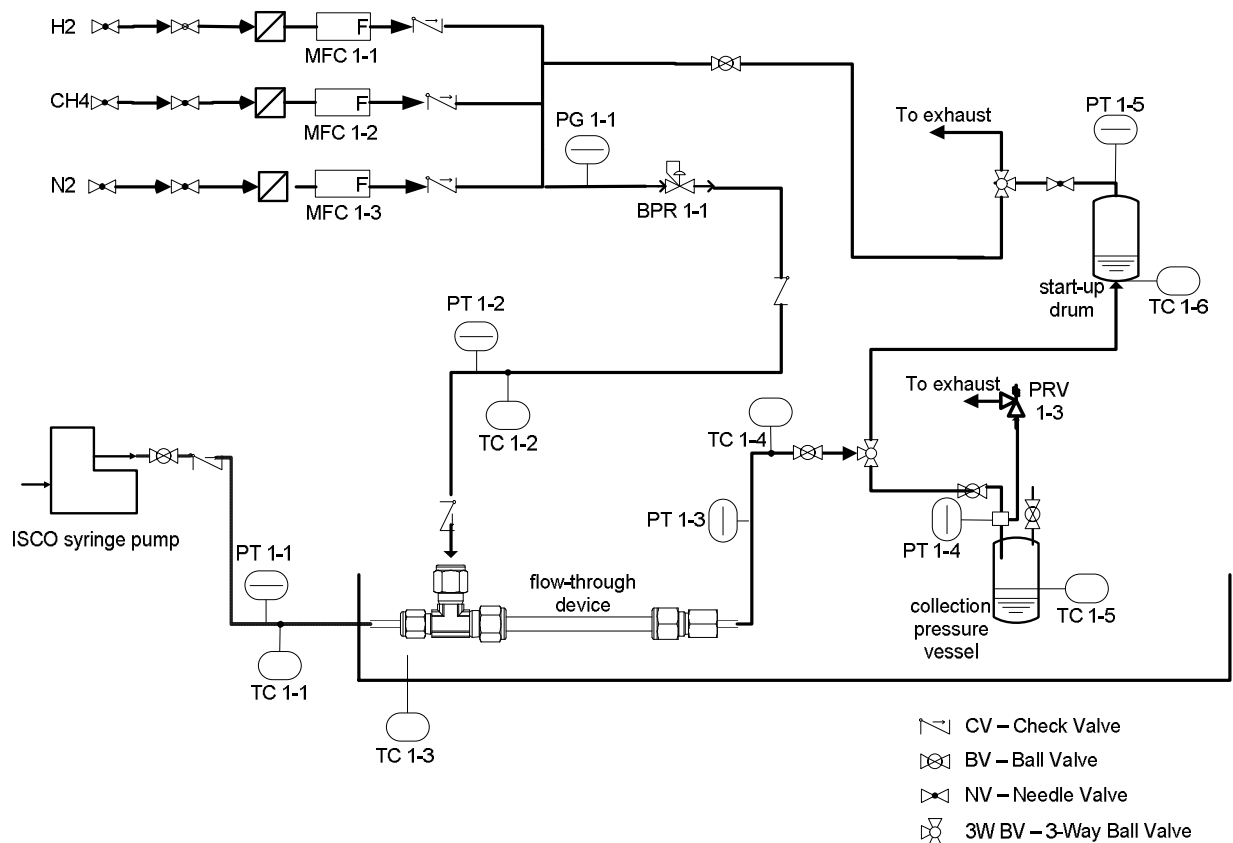 H2
F
MFC 1-1
CH4
F
MFC 1-2
N2
F
MFC 1-3
PG 1-1
BPR 1-1
To exhaust
PT 1-5
start-up
drum
TC 1-6
PT 1-2
TC 1-2
To exhaust
PRV
1-3
TC 1-4
PT 1-3
PT 1-4
TC 1-5
collection
pressure
vessel
ISCO syringe pump
PT 1-1
TC 1-1
flow-through
device
TC 1-3
CV – Check Valve
BV – Ball Valve
NV – Needle Valve
3W BV – 3-Way Ball Valve